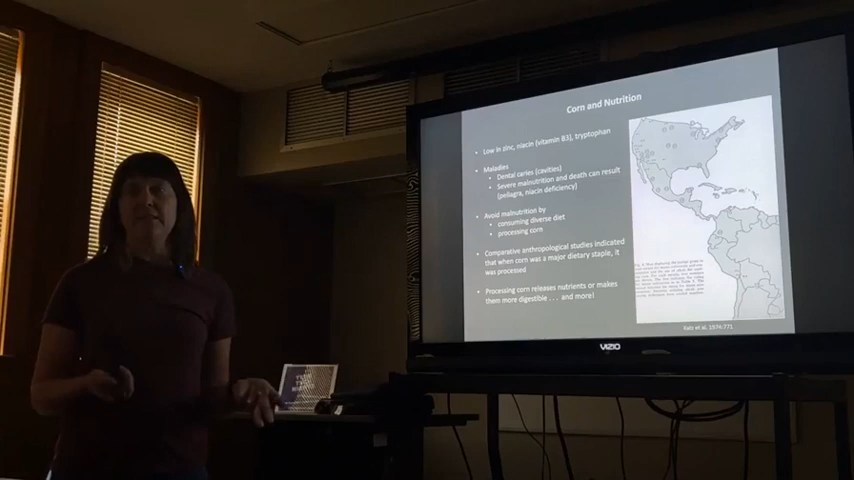 Corn and Nutrition
• Low in zinc, niacin (vitamin B3), tryptophan
• Maladies
• Dental caries (cavities)
• Severe malnutrition and death can result
(pellagra, niacin deficiency)
• Avoid malnutrition by
• consuming diverse diet
• processing corn
• Comparative anthropological studies indicated
that when corn was a major dietary staple, it
was processed
• Processing corn releases nutrients or makes
them more digestible . . . and more!
et al. 1974:771
VIZIO